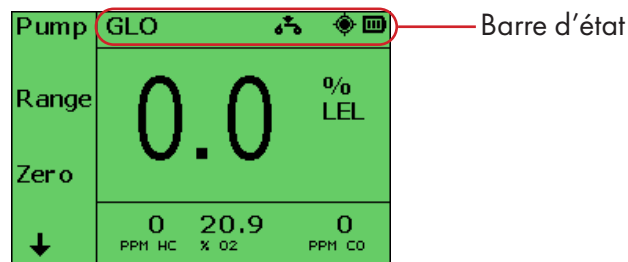 Pump
GLO
Barre d’état
Range
0.0
%
LEL
Zero
0 20.9 0
PPM HC % O2 PPM CO